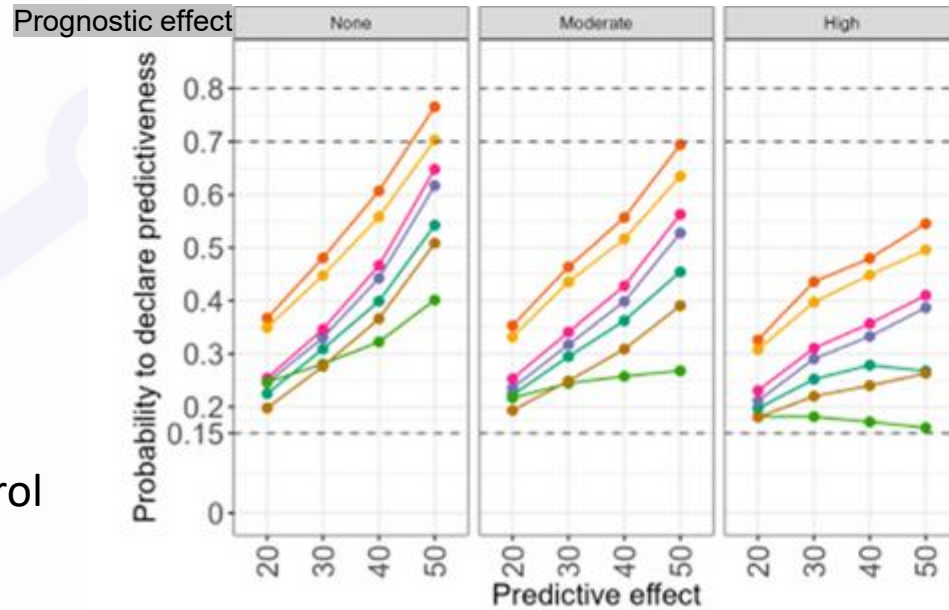 Prognostic effect
None
Moderate
High
Probability to declare predictiveness
0.8
0.7
0.6
0.5
0.4
0.3
0.2
0.15
0
rol
20 30 40 50
20 30 40 50
20 30 40 50
Predictive effect